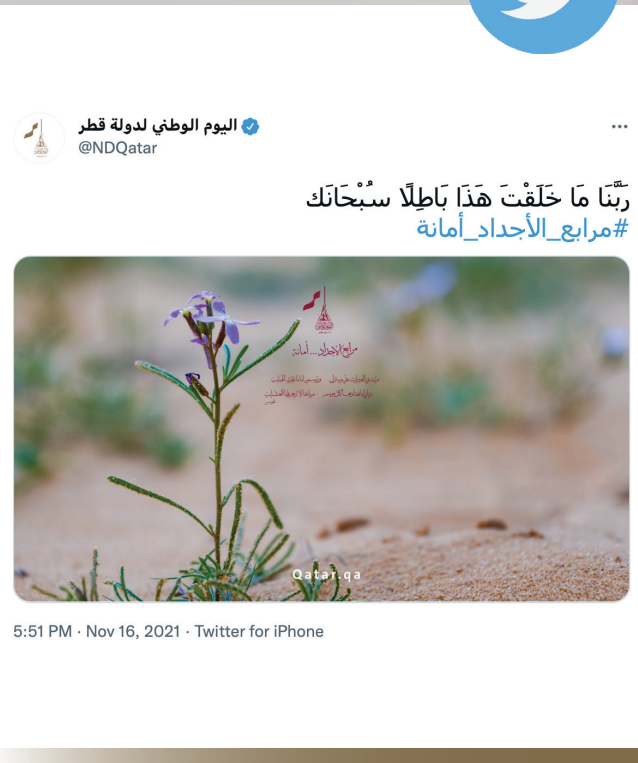 اليوم الوطني لدولة قطر
@NDQatar
رَبَّنَا مَا خَلَقْتَ هَذَا بَاطِلًا سُبْحَانَك
#مرابع_الأجداد_أمانة
مرابع الأجداد... أمانة
Qatar.qa
5:51 PM · Nov 16, 2021 · Twitter for iPhone